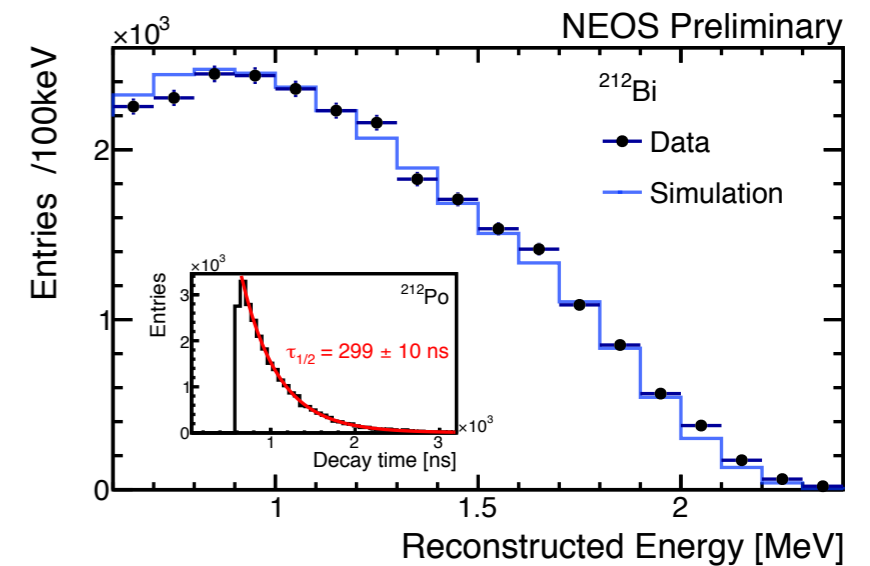 NEOS Preliminary
×10³
Entries /100keV
²¹²Bi
Data
Simulation
2
1
0
1
1.5
2
Reconstructed Energy [MeV]
×10³
Entries
²¹²Po
τ1/2 = 299 ± 10 ns
3
2
1
0
1
2
3
×10³
Decay time [ns]